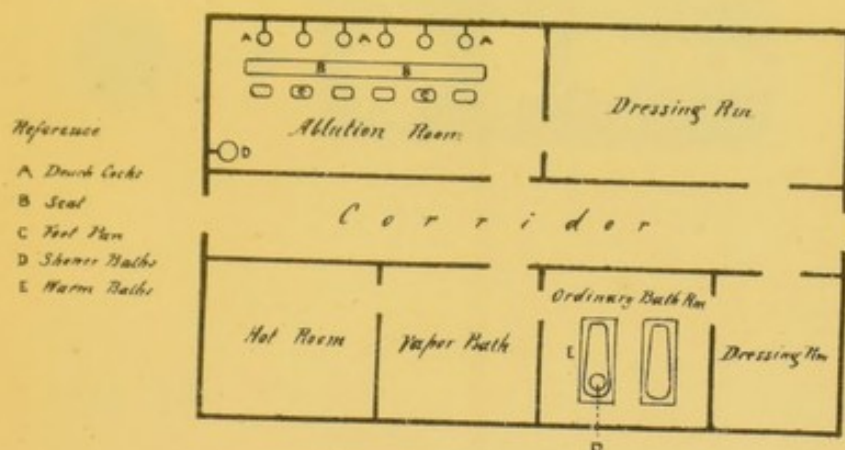 A A A
B B
C C
Dressing Rm
Ablution Room
D
Reference
A Douch Cocks
B Seat
C Feet Pan
D Shower Baths
E Warm Baths
Corridor
Ordinary Bath Rm
Hot Room
Vapor Bath
E
Dressing Rm
D